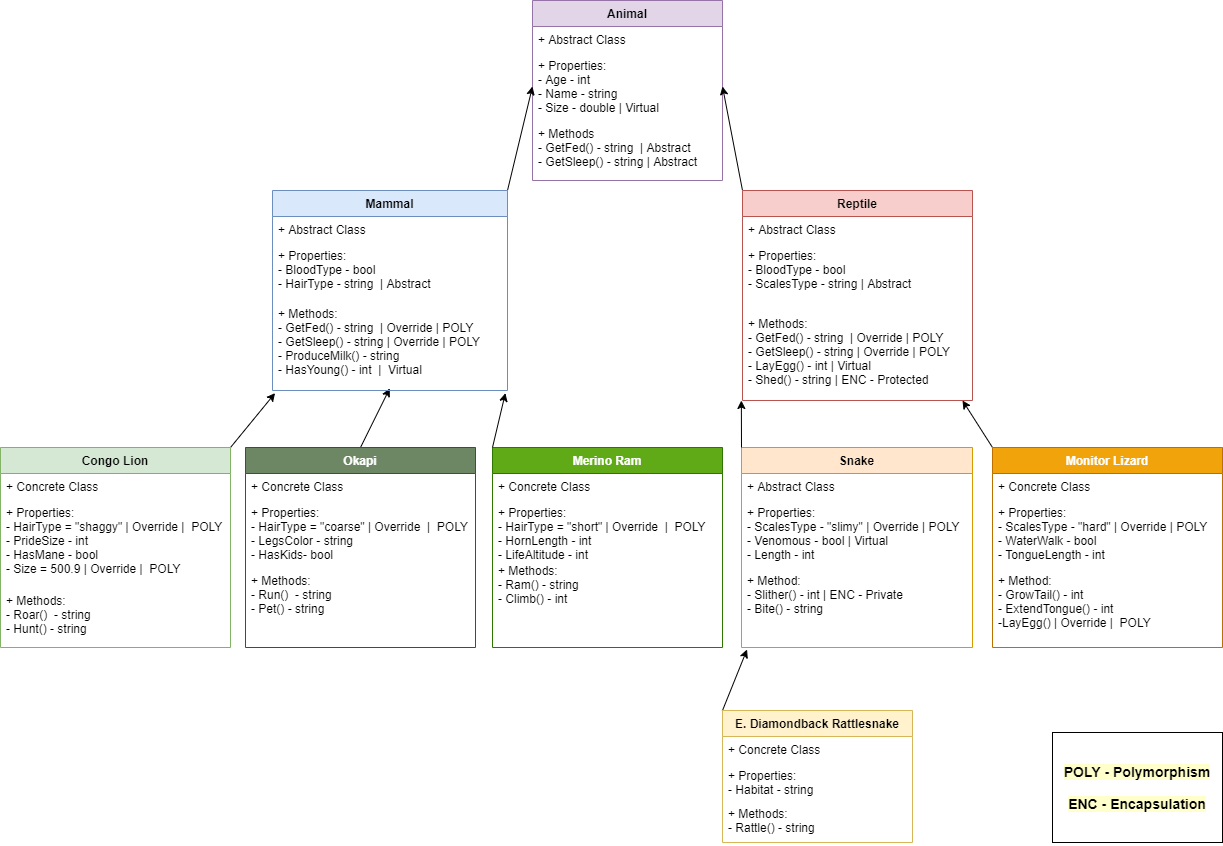 Animal
+ Abstract Class
+ Properties:
- Age - int
- Name - string
- Size - double | Virtual
+ Methods
- GetFed() - string | Abstract
- GetSleep() - string | Abstract
Mammal
+ Abstract Class
+ Properties:
- BloodType - bool
- HairType - string | Abstract
+ Methods:
- GetFed() - string | Override | POLY
- GetSleep() - string | Override | POLY
- ProduceMilk() - string
- HasYoung() - int | Virtual
Reptile
+ Abstract Class
+ Properties:
- BloodType - bool
- ScalesType - string | Abstract
+ Methods:
- GetFed() - string | Override | POLY
- GetSleep() - string | Override | POLY
- LayEgg() - int | Virtual
- Shed() - string | ENC - Protected
Congo Lion
+ Concrete Class
+ Properties:
- HairType = "shaggy" | Override | POLY
- PrideSize - int
- HasMane - bool
- Size = 500.9 | Override | POLY
+ Methods:
- Roar() - string
- Hunt() - string
Okapi
+ Concrete Class
+ Properties:
- HairType = "coarse" | Override | POLY
- LegsColor - string
- HasKids- bool
+ Methods:
- Run() - string
- Pet() - string
Merino Ram
+ Concrete Class
+ Properties:
- HairType = "short" | Override | POLY
- HornLength - int
- LifeAltitude - int
+ Methods:
- Ram() - string
- Climb() - int
Snake
+ Abstract Class
+ Properties:
- ScalesType - "slimy" | Override | POLY
- Venomous - bool | Virtual
- Length - int
+ Slithod:
- Slither() - int | ENC - Private
- Bite() - string
Monitor Lizard
+ Concrete Class
+ Properties:
- ScalesType - "hard" | Override | POLY
- WaterWalk - bool
- TongueLength - int
+ Method:
- GrowTail() - int
- ExtendTongue() - int
-LayEgg() | Override | POLY
E. Diamondback Rattlesnake
+ Concrete Class
+ Properties:
- Habitat - string
+ Methods:
- Rattle() - string
POLY - Polymorphism
ENC - Encapsulation